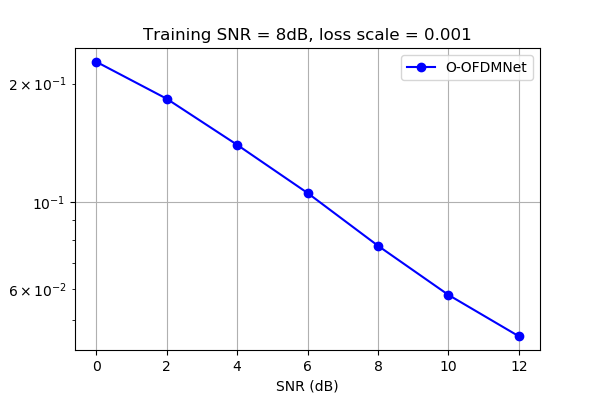 Training SNR = 8dB, loss scale = 0.001
O-OFDMNet
2 × 10⁻¹
10⁻¹
6 × 10⁻²
0 2 4 6 8 10 12
SNR (dB)